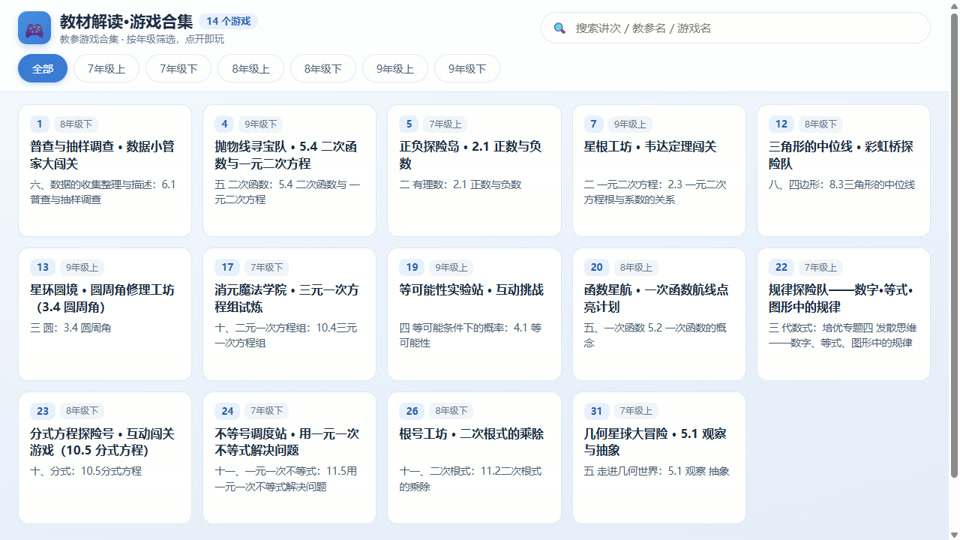 教材解读·游戏合集 14 个游戏
教参游戏合集 · 按年级筛选，点开即玩
搜索讲次 / 教参名 / 游戏名
全部 7年级上 7年级下 8年级上 8年级下 9年级上 9年级下
1 8年级下
普查与抽样调查 • 数据小管
家大闯关
六、数据的收集整理与描述：6.1
普查与抽样调查
4 9年级下
抛物线寻宝队 • 5.4 二次函
数与一元二次方程
五 二次函数：5.4 二次函数与 一
元二次方程
5 7年级上
正负探险岛 • 2.1 正数与负
数
二 有理数：2.1 正数与负数
7 9年级上
星根工坊 • 韦达定理闯关
二 一元二次方程：2.3 一元二次
方程根与系数的关系
12 8年级下
三角形的中位线 • 彩虹桥探
险队
八、四边形：8.3三角形的中位线
13 9年级上
星环圆境 • 圆周角修理工坊
（3.4 圆周角）
三 圆：3.4 圆周角
17 7年级下
消元魔法学院 • 三元一次方
程组试炼
十、二元一次方程组：10.4三元
一次方程组
19 9年级上
等可能性实验站 • 互动挑战
四 等可能条件下的概率：4.1 等
可能性
20 8年级上
函数星航 • 一次函数航线点
亮计划
五、一次函数 5.2 一次函数的概
念
22 7年级上
规律探险队——数字•等式•
图形中的规律
三 代数式：培优专题四 发散思维
——数字、等式、图形中的规律
23 8年级下
分式方程探险号 • 互动闯关
游戏（10.5 分式方程）
十、分式：10.5分式方程
24 7年级下
不等号调度站 • 用一元一次
不等式解决问题
十一、一元一次不等式：11.5用
一元一次不等式解决问题
26 8年级下
根号工坊 • 二次根式的乘除
十一、二次根式：11.2二次根式
的乘除
31 7年级上
几何星球大冒险 • 5.1 观察
与抽象
五 走进几何世界：5.1 观察 抽象